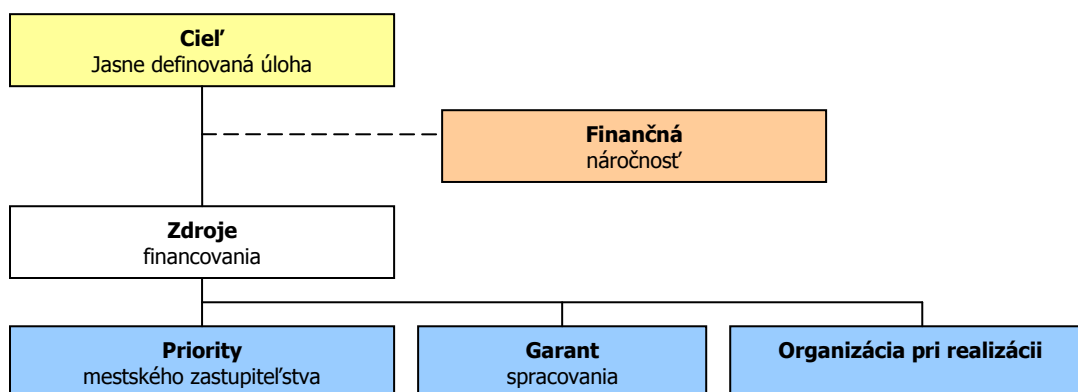 Cieľ
Jasne definovaná úloha
Finančná
náročnosť
Zdroje
financovania
Priority
mestského zastupiteľstva
Garant
spracovania
Organizácia pri realizácii